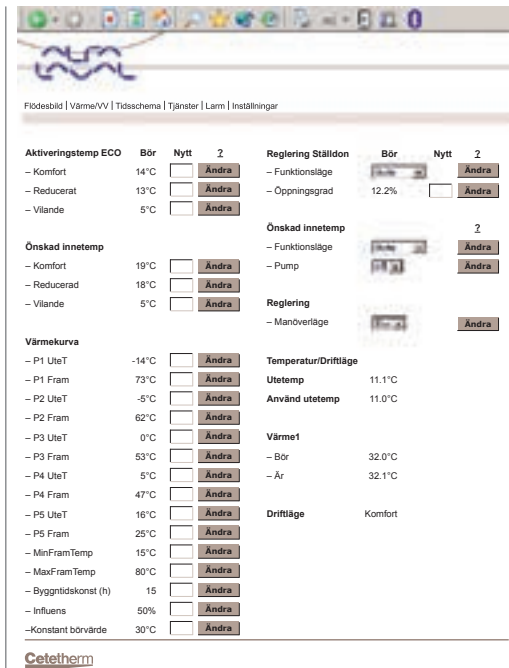 Flödesbild | Värme/VV | Tidsschema | Tjänster | Larm | Inställningar
Aktiveringstemp ECO Bör Nytt ?
– Komfort 14°C Ändra
– Reducerat 13°C Ändra
– Vilande 5°C Ändra
Önskad innetemp
– Komfort 19°C Ändra
– Reducerad 18°C Ändra
– Vilande 5°C Ändra
Värmekurva
– P1 UteT -14°C Ändra
– P1 Fram 73°C Ändra
– P2 UteT -5°C Ändra
– P2 Fram 62°C Ändra
– P3 UteT 0°C Ändra
– P3 Fram 53°C Ändra
– P4 UteT 5°C Ändra
– P4 Fram 47°C Ändra
– P5 UteT 16°C Ändra
– P5 Fram 25°C Ändra
– MinFramTemp 15°C Ändra
– MaxFramTemp 80°C Ändra
– Byggntidskonst (h) 15 Ändra
– Influens 50% Ändra
–Konstant börvärde 30°C Ändra
Reglering Ställdon Bör Nytt ?
– Funktionsläge Ändra
– Öppningsgrad 12.2% Ändra
Önskad innetemp ?
– Funktionsläge Ändra
– Pump Ändra
Reglering
– Manöverläge Ändra
Temperatur/Driftläge
Utetemp 11.1°C
Använd utetemp 11.0°C
Värme1
– Bör 32.0°C
– Är 32.1°C
Driftläge Komfort
Cetetherm